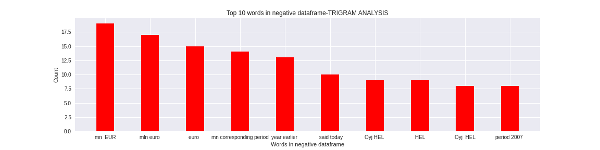 Top 10 words in negative dataframe-TRIGRAM ANALYSIS
Count
17.5
15.0
12.5
10.0
7.5
5.0
2.5
0.0
mn EUR
mln euro
euro
mn corresponding period
year earlier
said today
Oyj HEL
HEL
Oyj HEL
period 2007
Words in negative dataframe